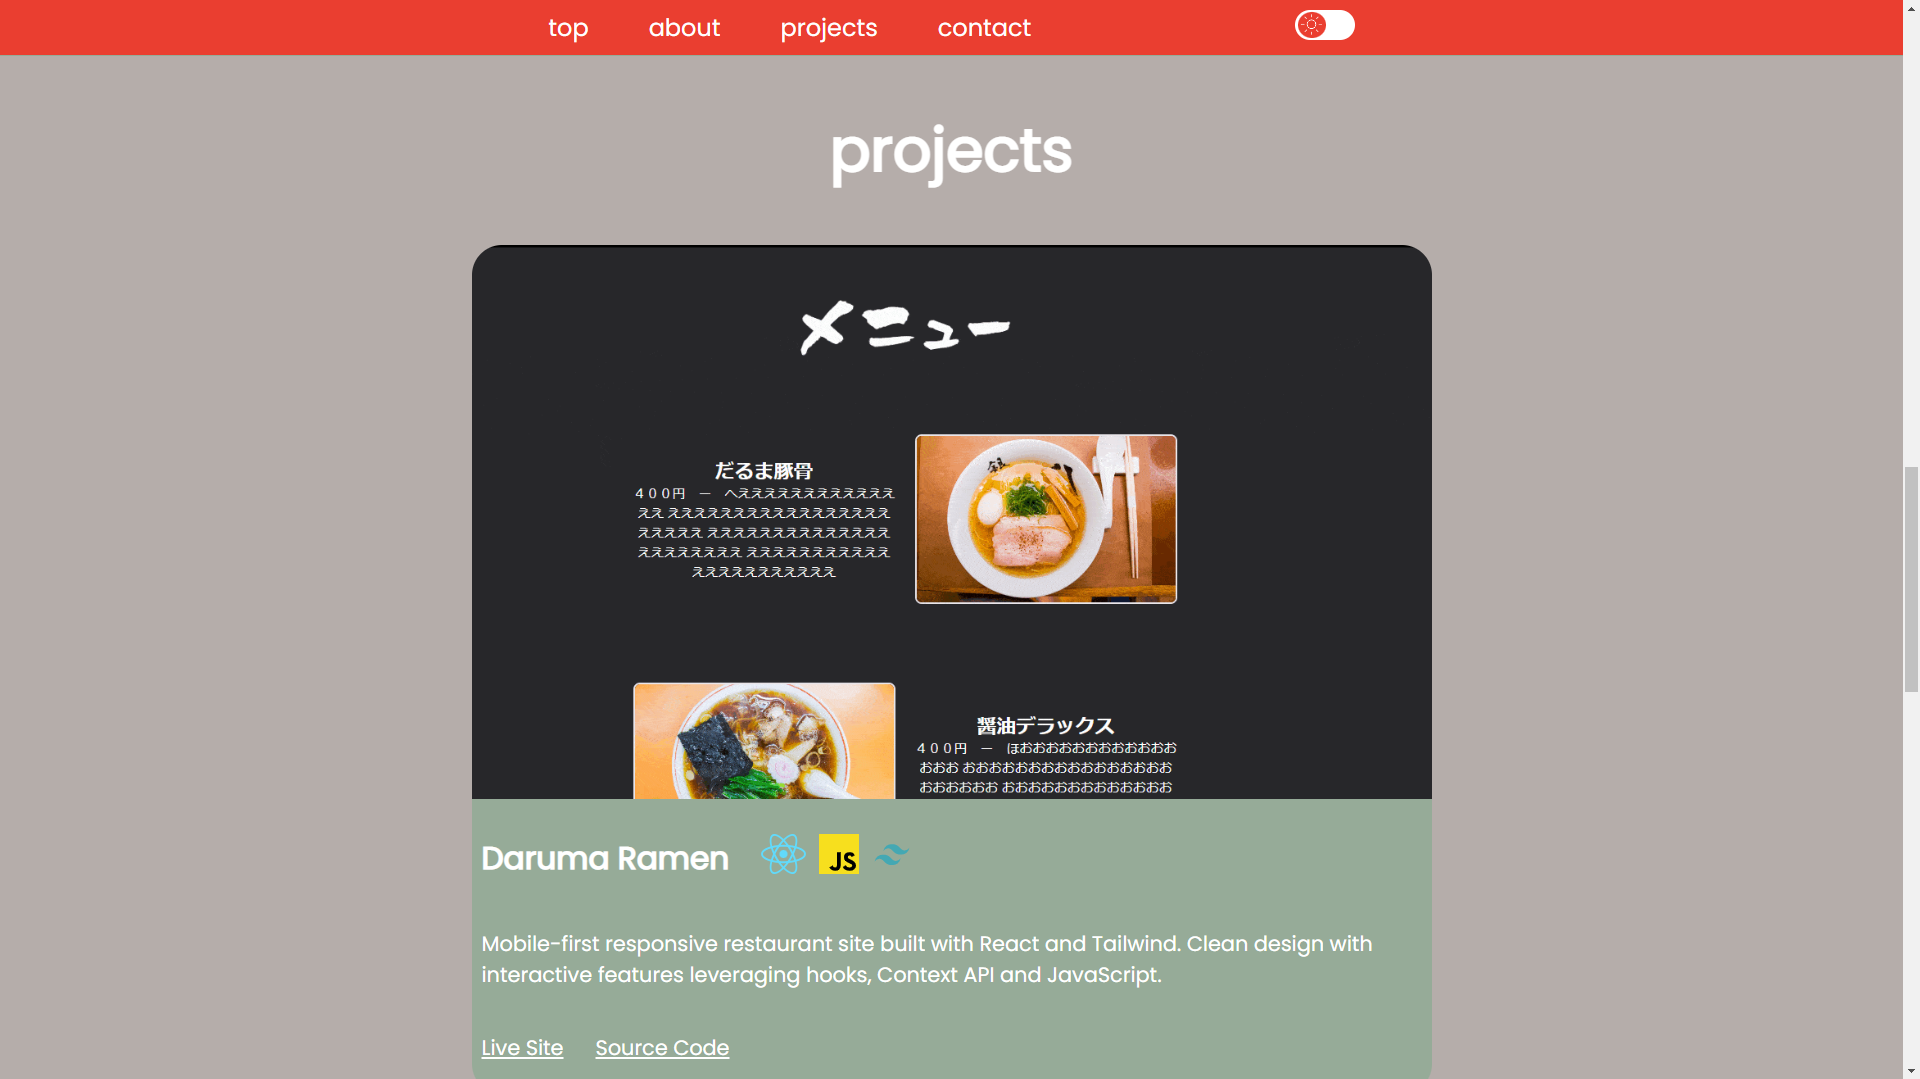 top about projects contact
projects
メニュー
だるま豚骨
４００円 － へえええええええええええええ
ええ えええええええええええええええええ
えええええ ええええええええええええええ
ええええええええ えええええええええええ
えええええええええええ
醤油デラックス
４００円 － ほおおおおおおおおおおおお
おおお おおおおおおおおおおおおおおおお
おおおおおお おおおおおおおおおおおおお
Daruma Ramen JS
Mobile-first responsive restaurant site built with React and Tailwind. Clean design with
interactive features leveraging hooks, Context API and JavaScript.
Live Site Source Code